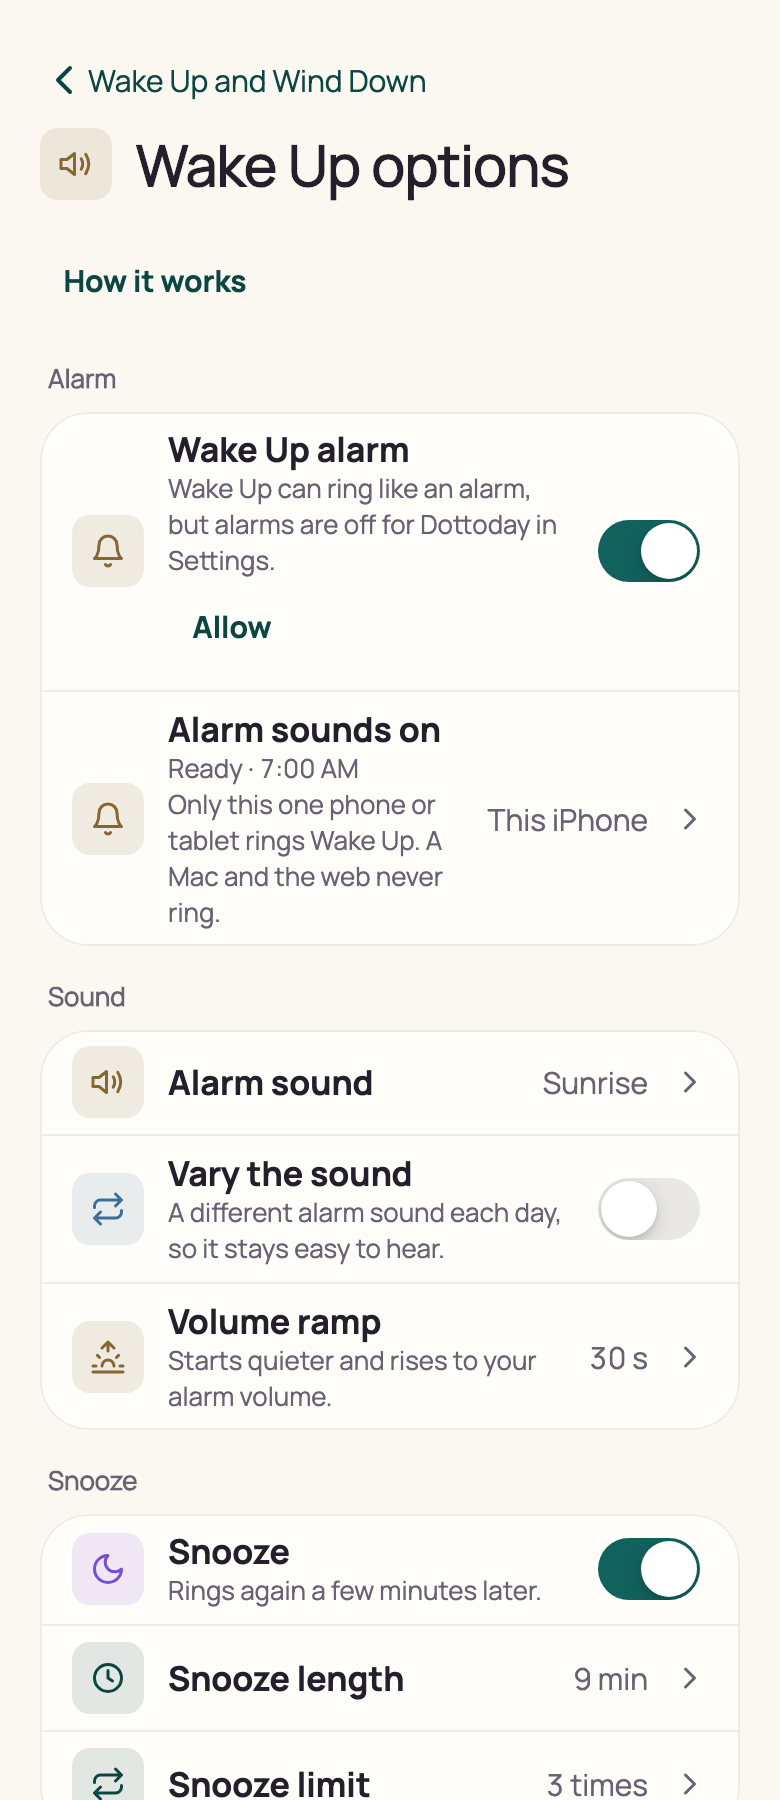 Wake Up and Wind Down
Wake Up options
How it works
Alarm
Wake Up alarm
Wake Up can ring like an alarm,
but alarms are off for Dottoday in
Settings.
Allow
Alarm sounds on
Ready · 7:00 AM
Only this one phone or
tablet rings Wake Up. A
Mac and the web never
ring.
This iPhone
Sound
Alarm sound
Sunrise
Vary the sound
A different alarm sound each day,
so it stays easy to hear.
Volume ramp
Starts quieter and rises to your
alarm volume.
30 s
Snooze
Snooze
Rings again a few minutes later.
Snooze length
9 min
Snooze limit
3 times